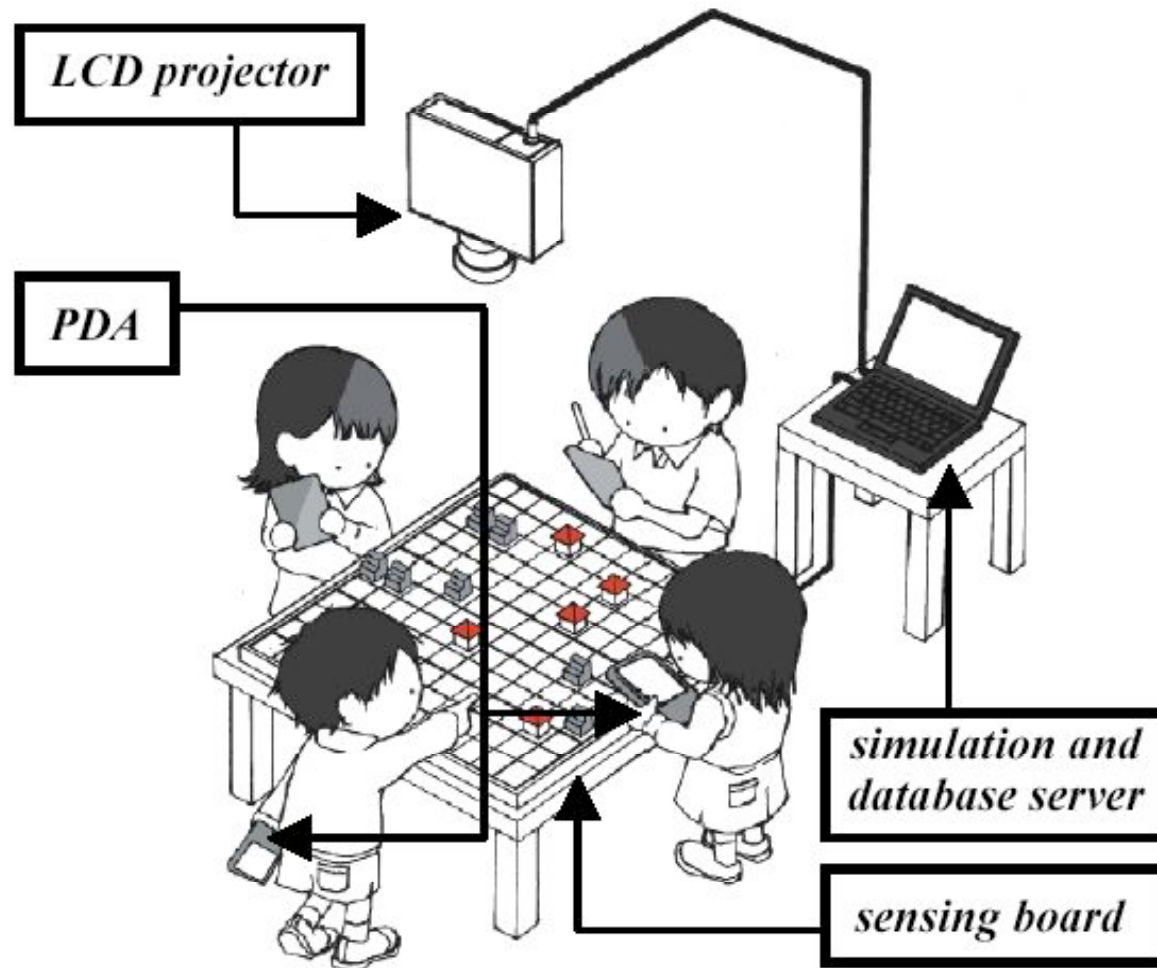 LCD projector
PDA
simulation and
database server
sensing board